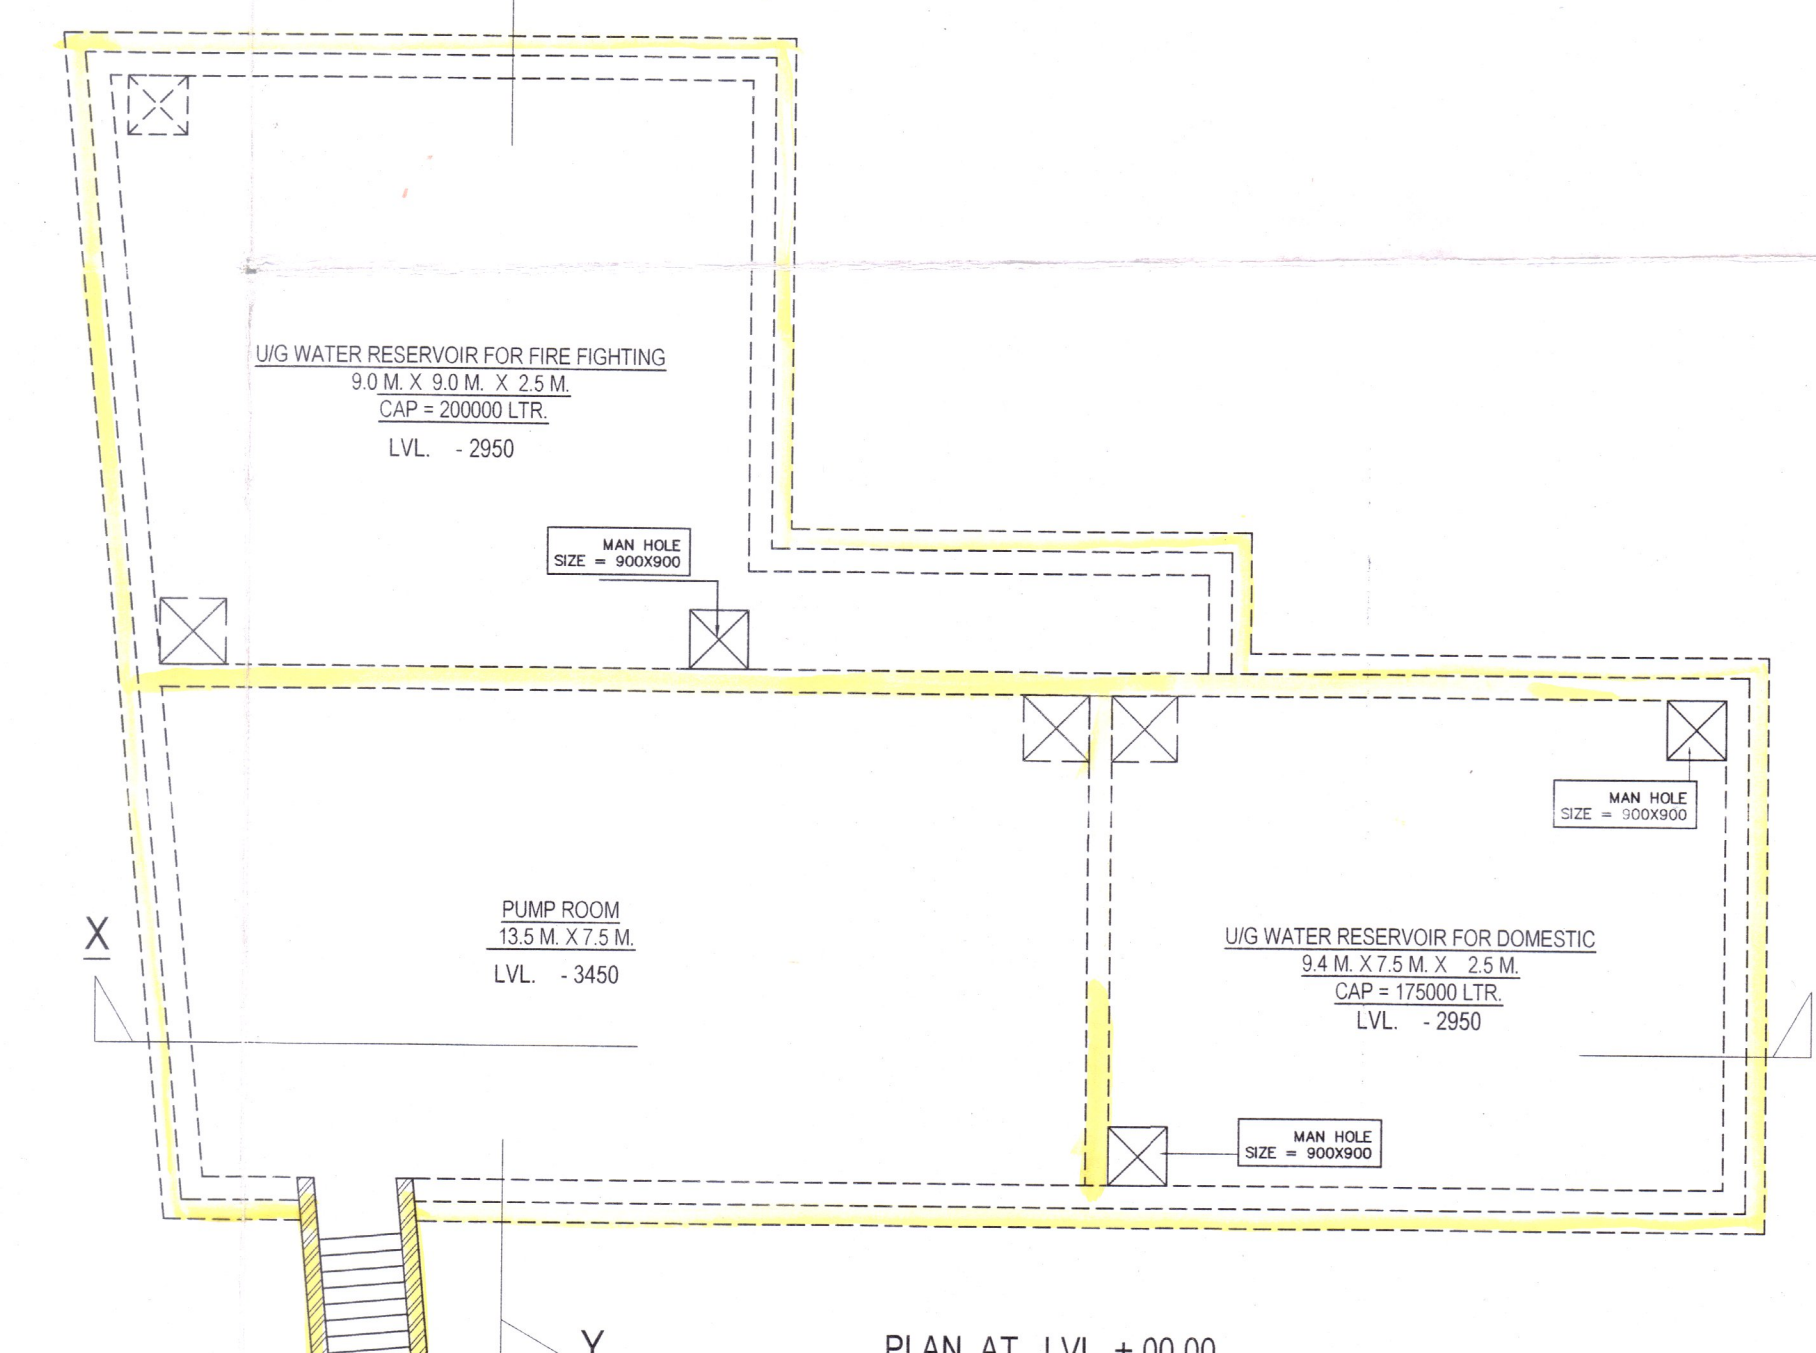 U/G WATER RESERVOIR FOR FIRE FIGHTING
9.0 M. X 9.0 M. X 2.5 M.
CAP = 200000 LTR.
LVL. - 2950
MAN HOLE
SIZE = 900X900
MAN HOLE
SIZE = 900X900
PUMP ROOM
13.5 M. X 7.5 M.
LVL. - 3450
X
U/G WATER RESERVOIR FOR DOMESTIC
9.4 M. X 7.5 M. X 2.5 M.
CAP = 175000 LTR.
LVL. - 2950
MAN HOLE
SIZE = 900X900
Y
PLAN AT LVL ± 00.00